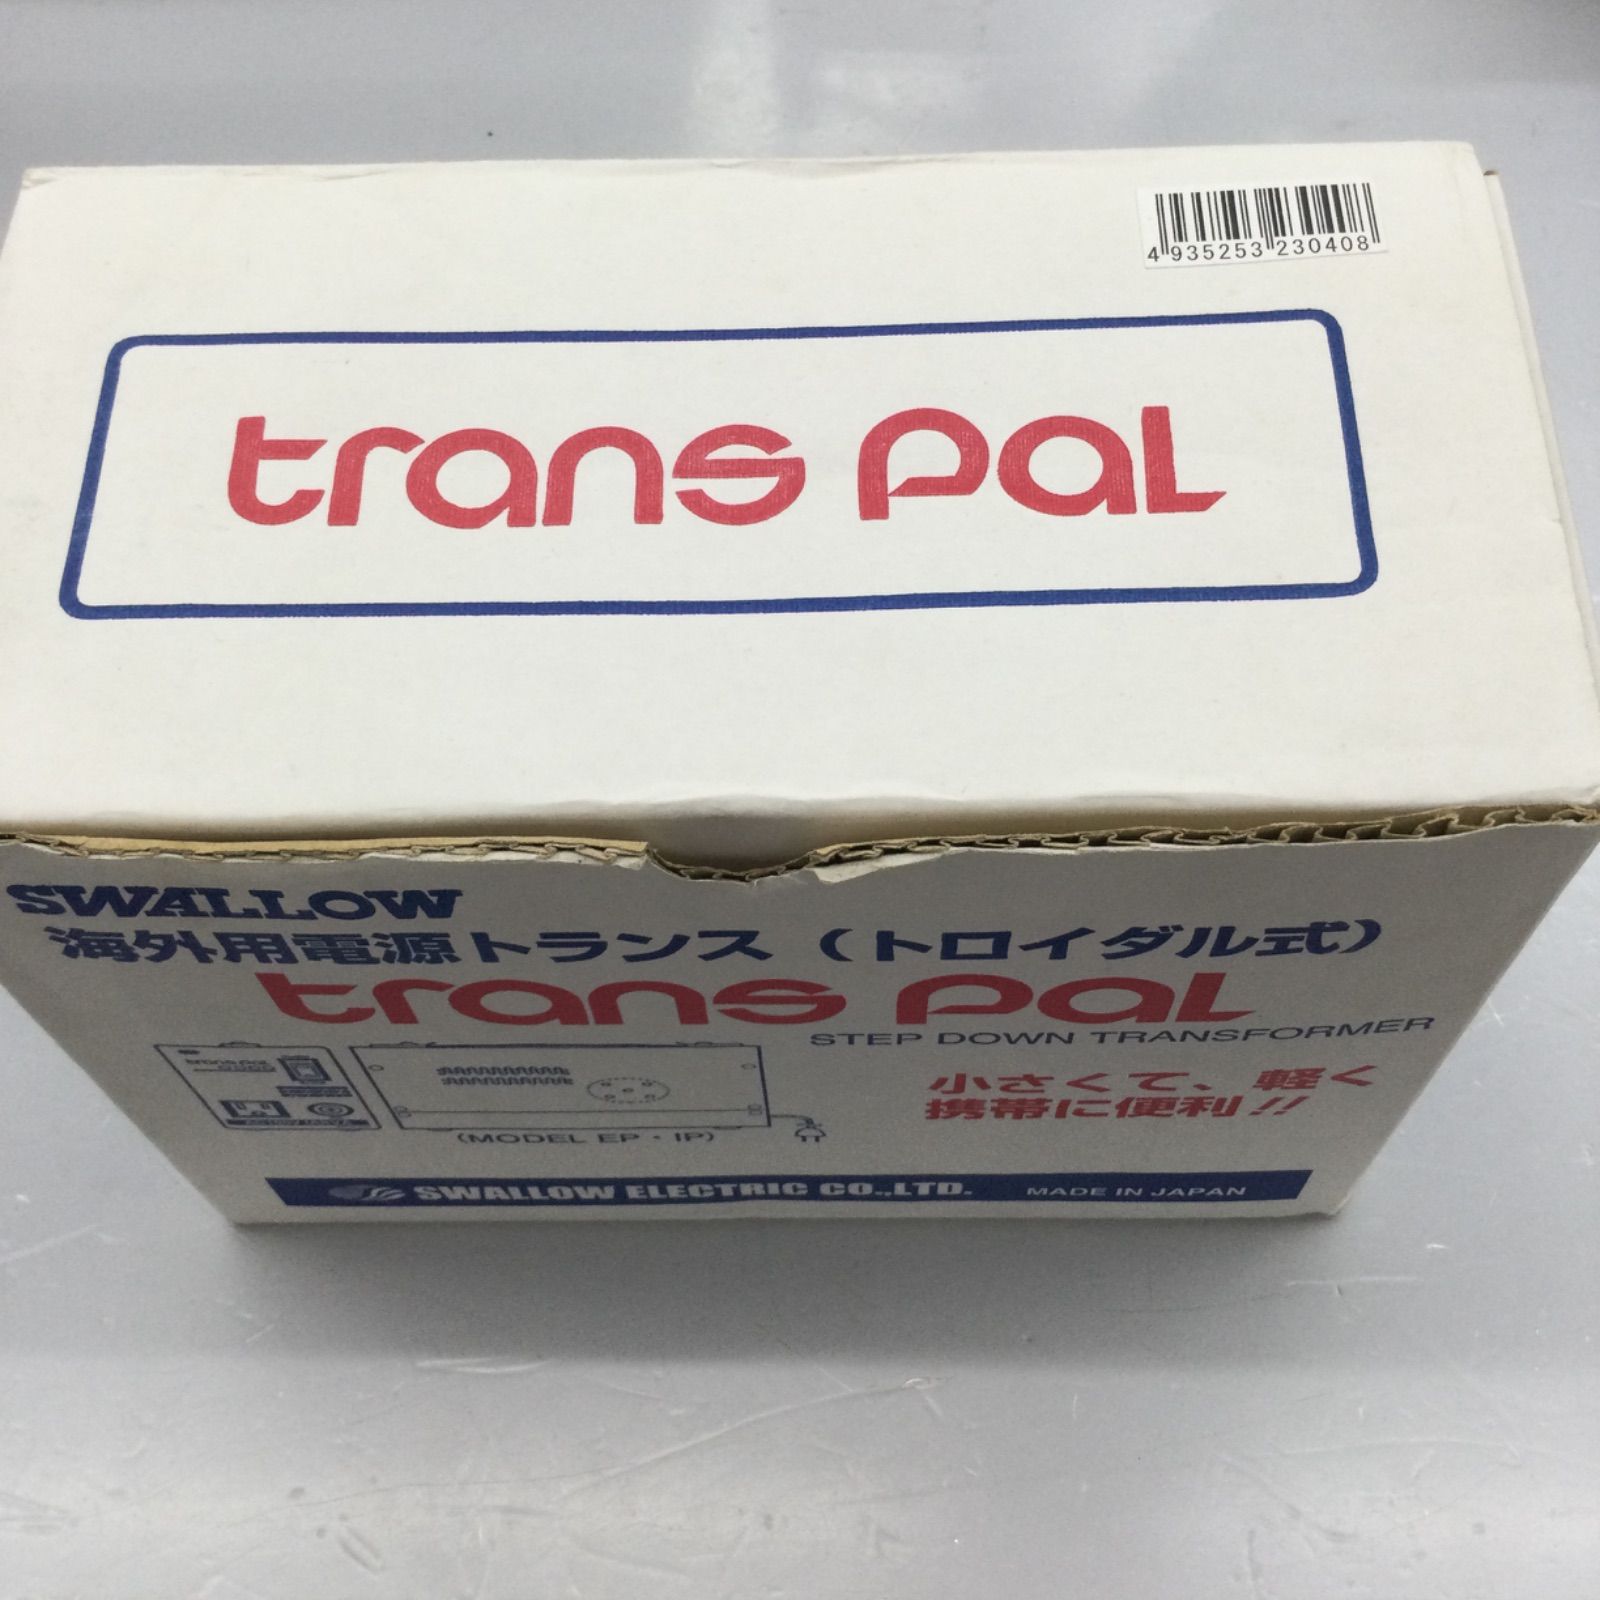 4 935253 230408
trans pal
SWALLOW
海外用電源トランス（トロイダル式）
trans pal
STEP DOWN TRANSFORMER
小さくて、軽く
携帯に便利!!
trans pal
(MODEL EP・IP)
SWALLOW ELECTRIC CO.,LTD. MADE IN JAPAN